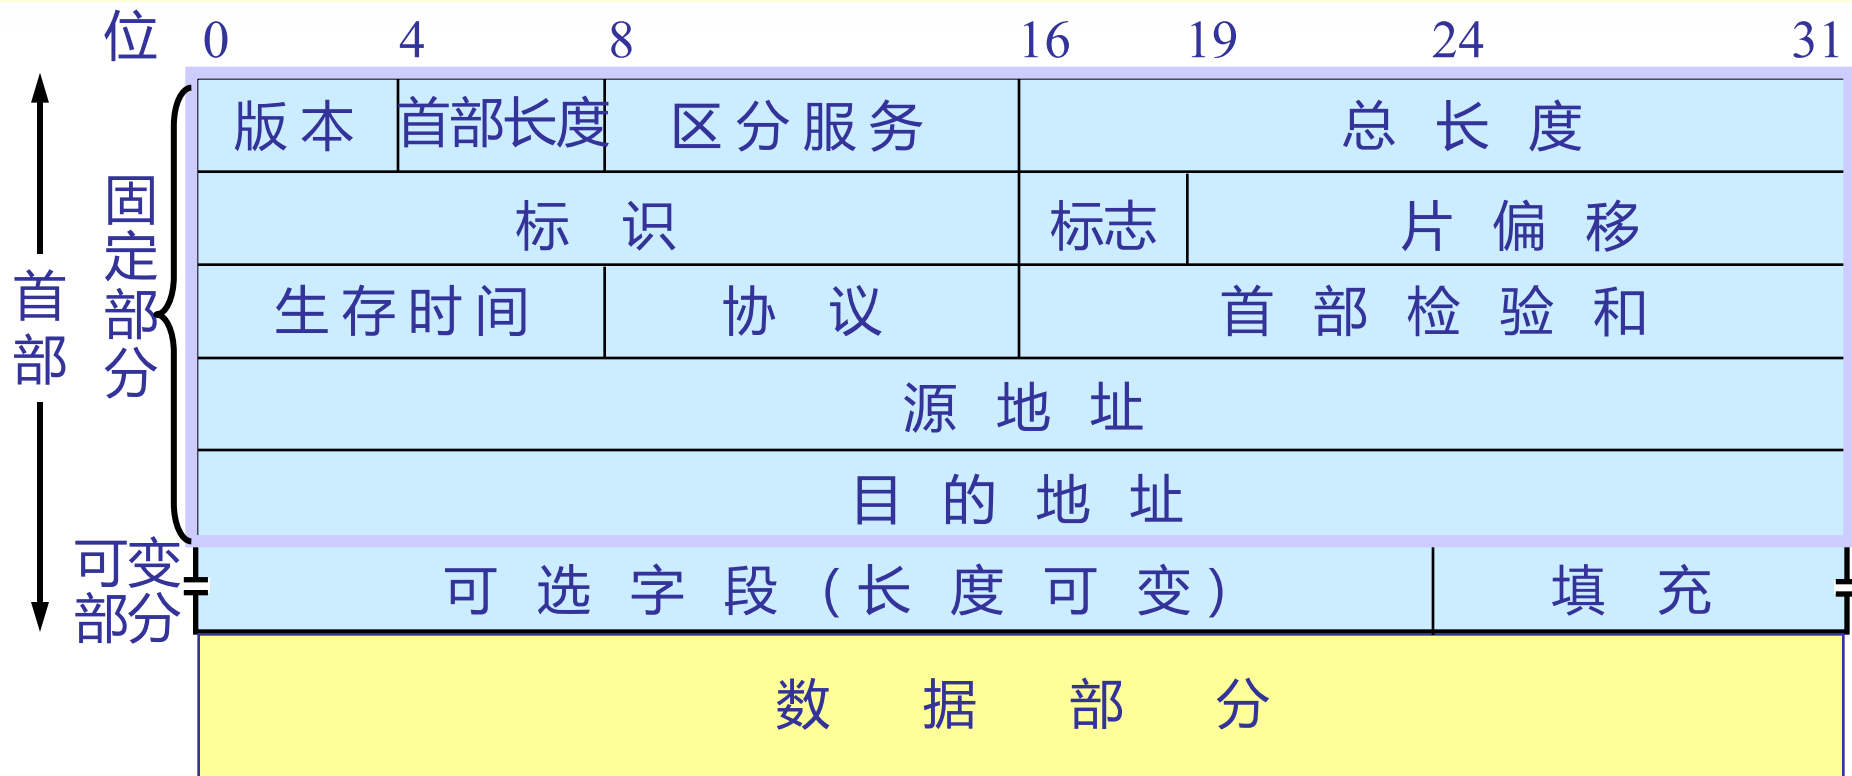 位 0 4 8 16 19 24 31
版本 首部长度 区分服务 总长度
标识 标志 片偏移
生存时间 协议 首部检验和
源地址
目的地址
可选字段(长度可变) 填充
数据部分
首部
固定部分
可变
部分